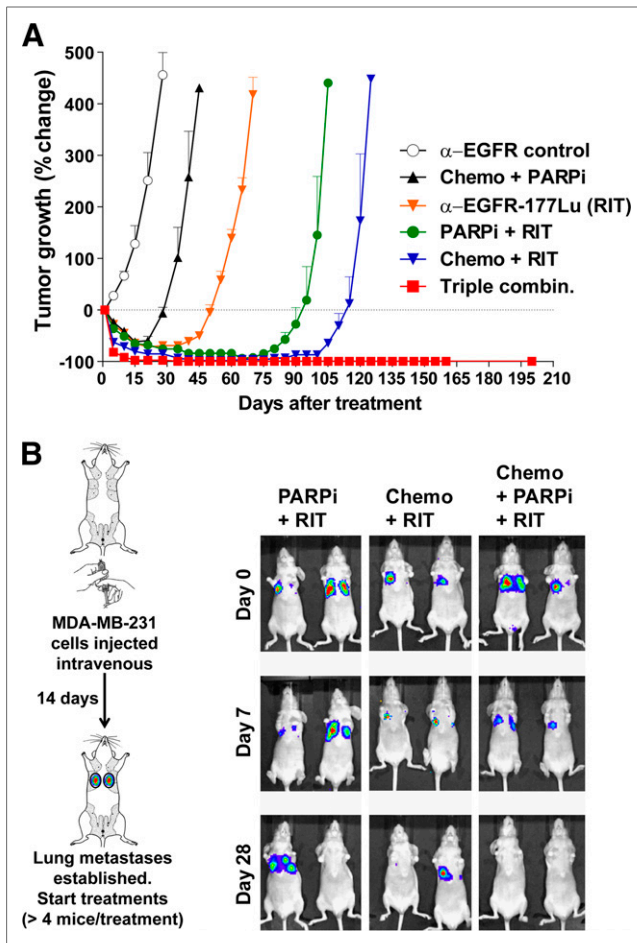 A
500
400
300
200
100
0
-100
Tumor growth (% change)
0 15 30 45 60 75 90 105 120 135 150 165 180 195 210
Days after treatment
α–EGFR control
Chemo + PARPi
α–EGFR-177Lu (RIT)
PARPi + RIT
Chemo + RIT
Triple combin.
B
MDA-MB-231
cells injected
intravenous
14 days
Lung metastases
established.
Start treatments
(> 4 mice/treatment)
PARPi
+ RIT
Chemo
+ RIT
Chemo
+ PARPi
+ RIT
Day 0
Day 7
Day 28